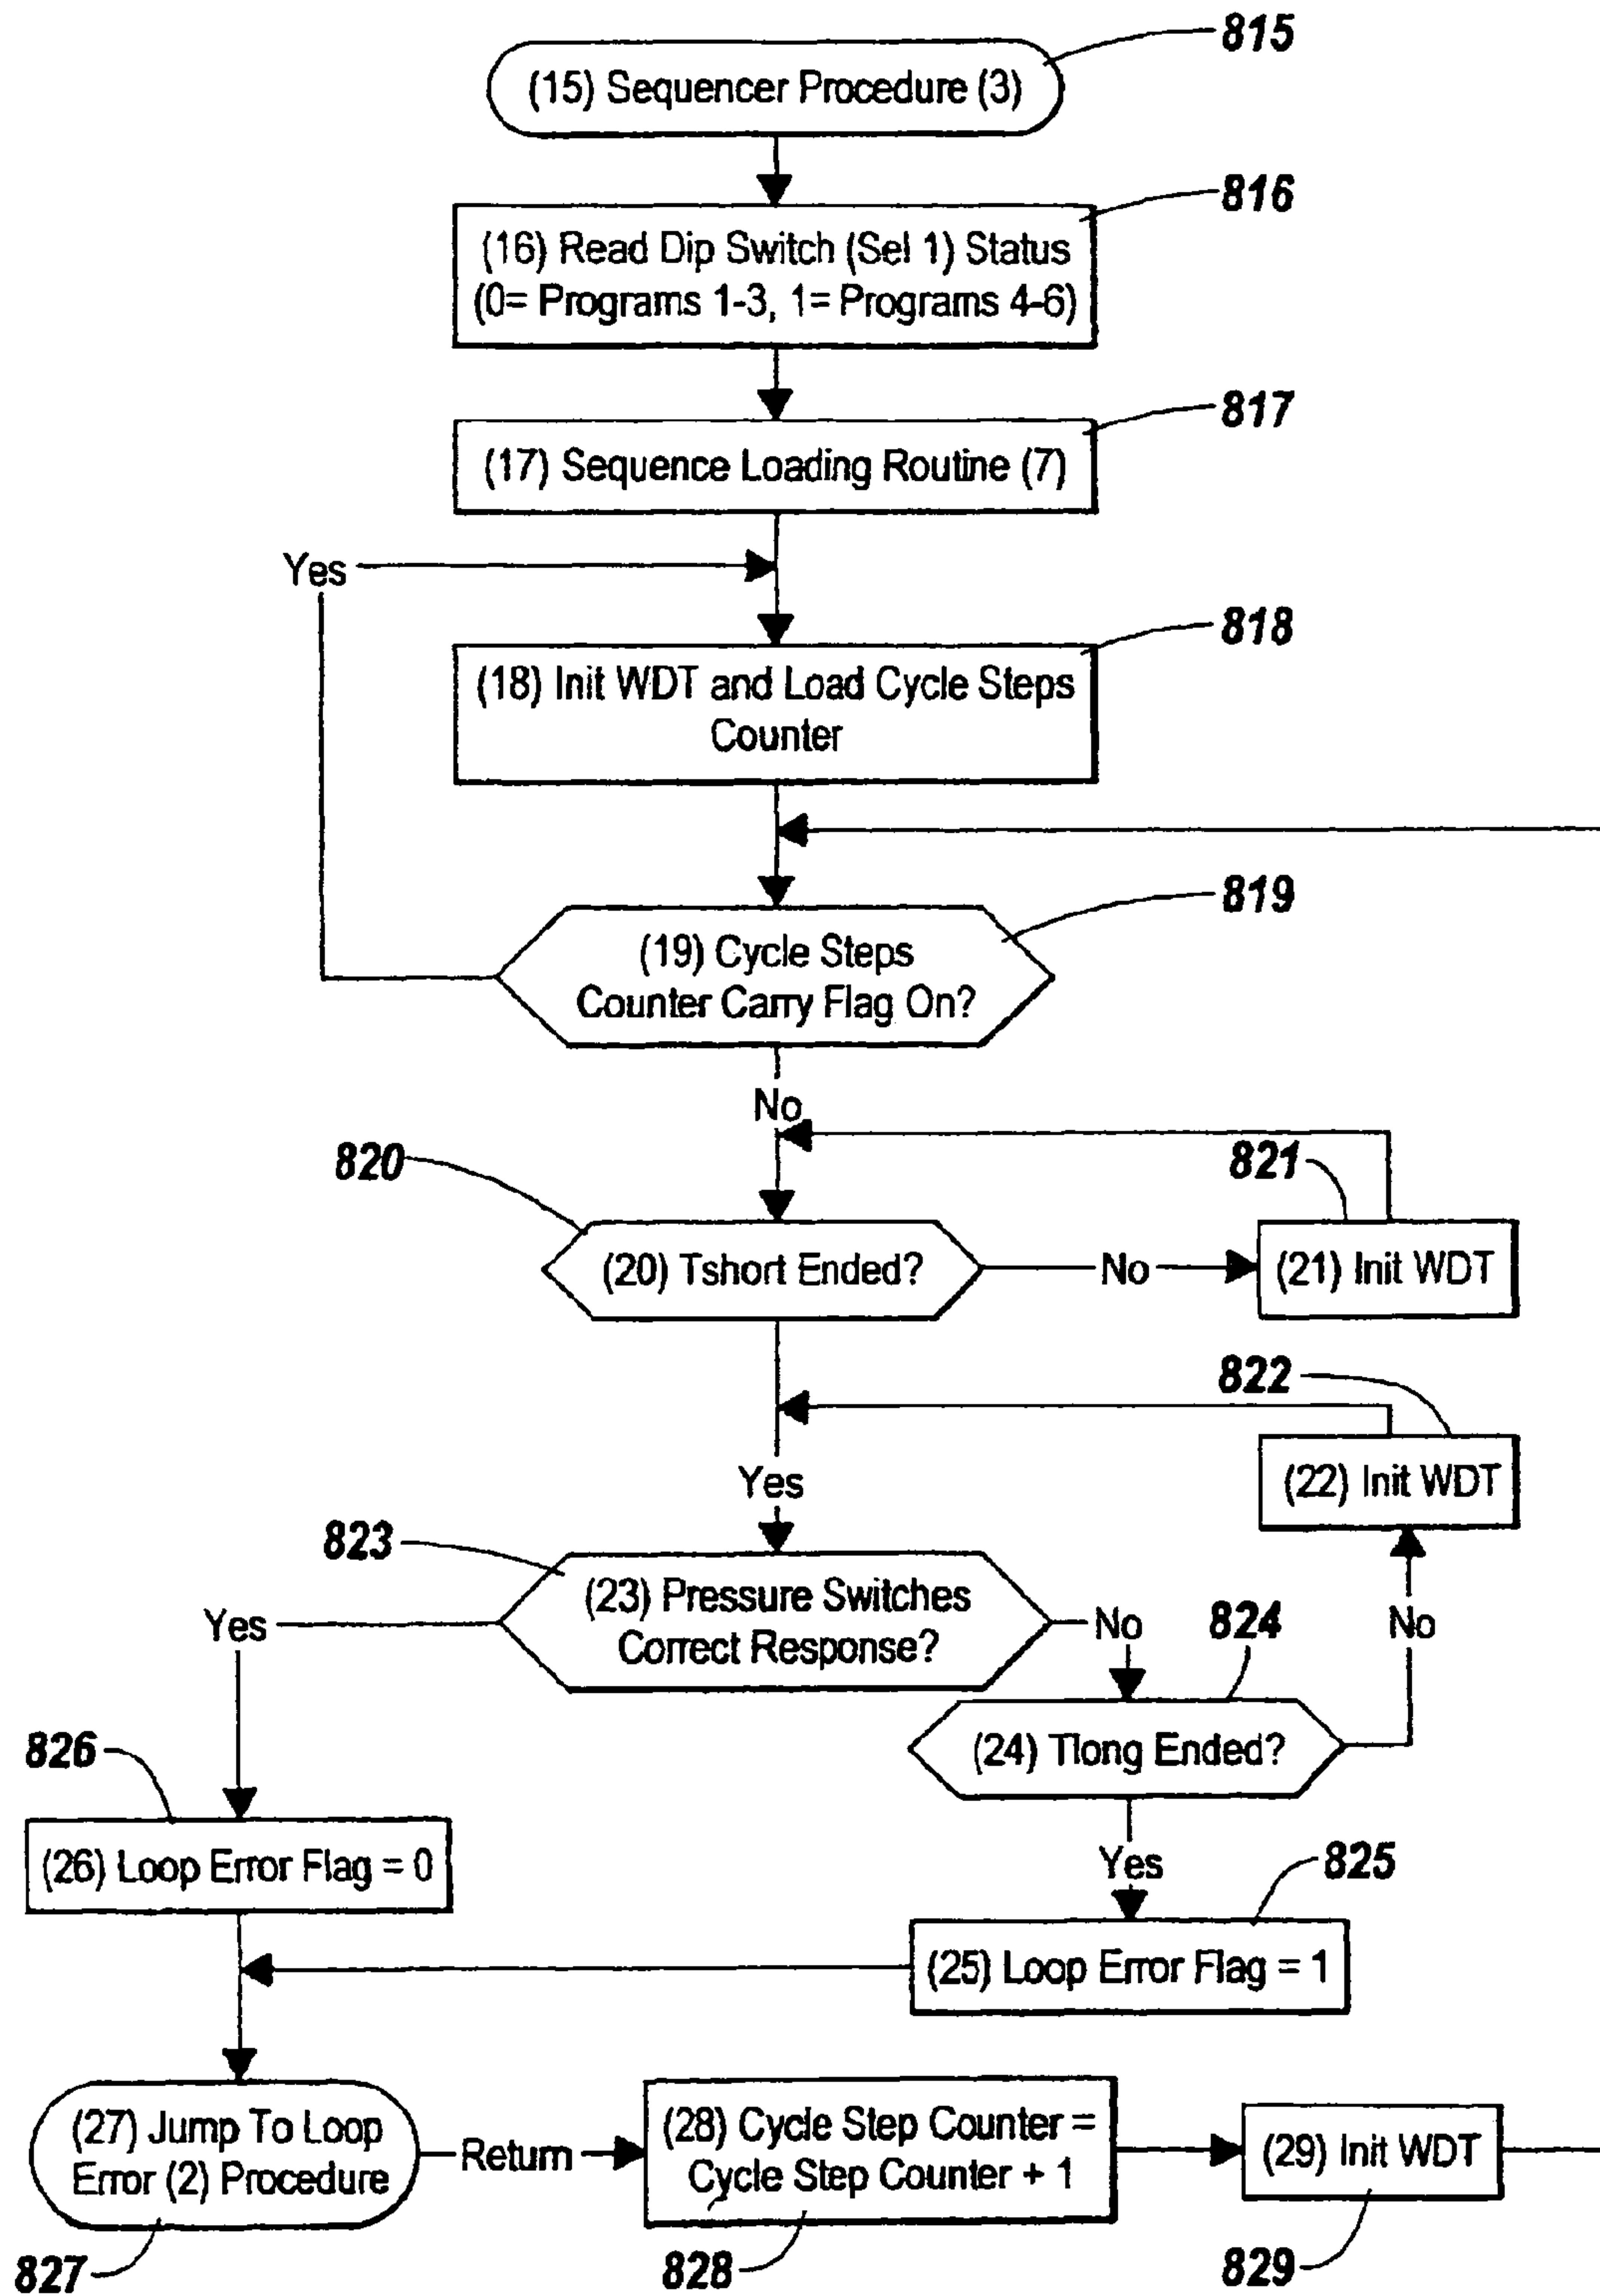 815
(15) Sequencer Procedure (3)
816
(16) Read Dip Switch (Sel 1) Status
(0= Programs 1-3, 1= Programs 4-6)
817
(17) Sequence Loading Routine (7)
Yes
818
(18) Init WDT and Load Cycle Steps
Counter
819
(19) Cycle Steps
Counter Carry Flag On?
No
820
821
(20) Tshort Ended?
No
(21) Init WDT
822
Yes
(22) Init WDT
823
(23) Pressure Switches
Correct Response?
Yes
No
824
No
(24) Tlong Ended?
826
Yes
825
(26) Loop Error Flag = 0
(25) Loop Error Flag = 1
(27) Jump To Loop
Error (2) Procedure
Return
(28) Cycle Step Counter =
Cycle Step Counter + 1
(29) Init WDT
827
828
829